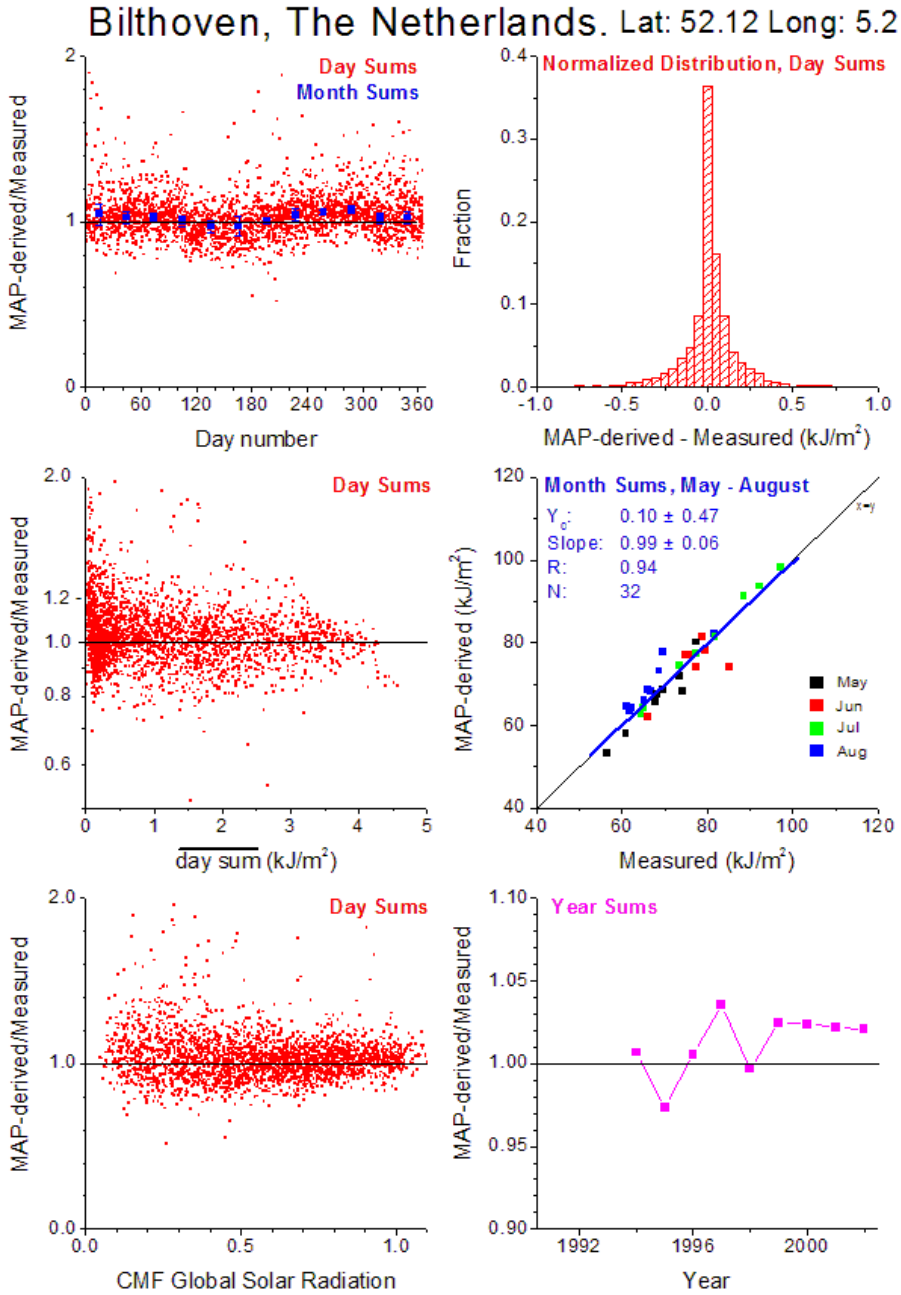 Bilthoven, The Netherlands. Lat: 52.12 Long: 5.2
MAP-derived/Measured
2
1
0
Day Sums
Month Sums
0 60 120 180 240 300 360
Day number
Fraction
0.4
0.3
0.2
0.1
0.0
Normalized Distribution, Day Sums
-1.0 -0.5 0.0 0.5 1.0
MAP-derived - Measured (kJ/m²)
MAP-derived/Measured
2.0
1.2
1.0
0.8
0.6
Day Sums
0 1 2 3 4 5
day sum (kJ/m²)
MAP-derived (kJ/m²)
120
100
80
60
40
Month Sums, May - August
Y₀: 0.10 ± 0.47
Slope: 0.99 ± 0.06
R: 0.94
N: 32
x=y
May
Jun
Jul
Aug
40 60 80 100 120
Measured (kJ/m²)
MAP-derived/Measured
2.0
1.0
0.0
Day Sums
0.0 0.5 1.0
CMF Global Solar Radiation
MAP-derived/Measured
1.10
1.05
1.00
0.95
0.90
Year Sums
1992 1996 2000
Year